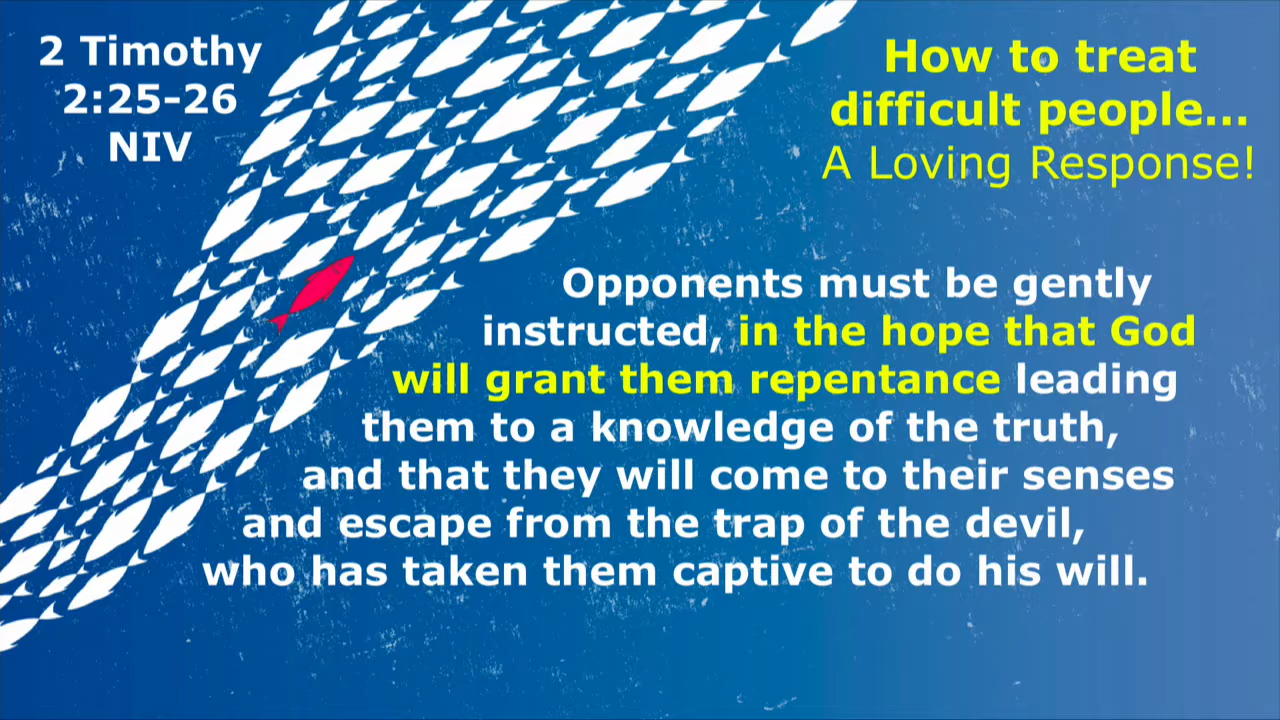 2 Timothy
2:25-26
NIV
How to treat
difficult people...
A Loving Response!
Opponents must be gently
instructed, in the hope that God
will grant them repentance leading
them to a knowledge of the truth,
and that they will come to their senses
and escape from the trap of the devil,
who has taken them captive to do his will.